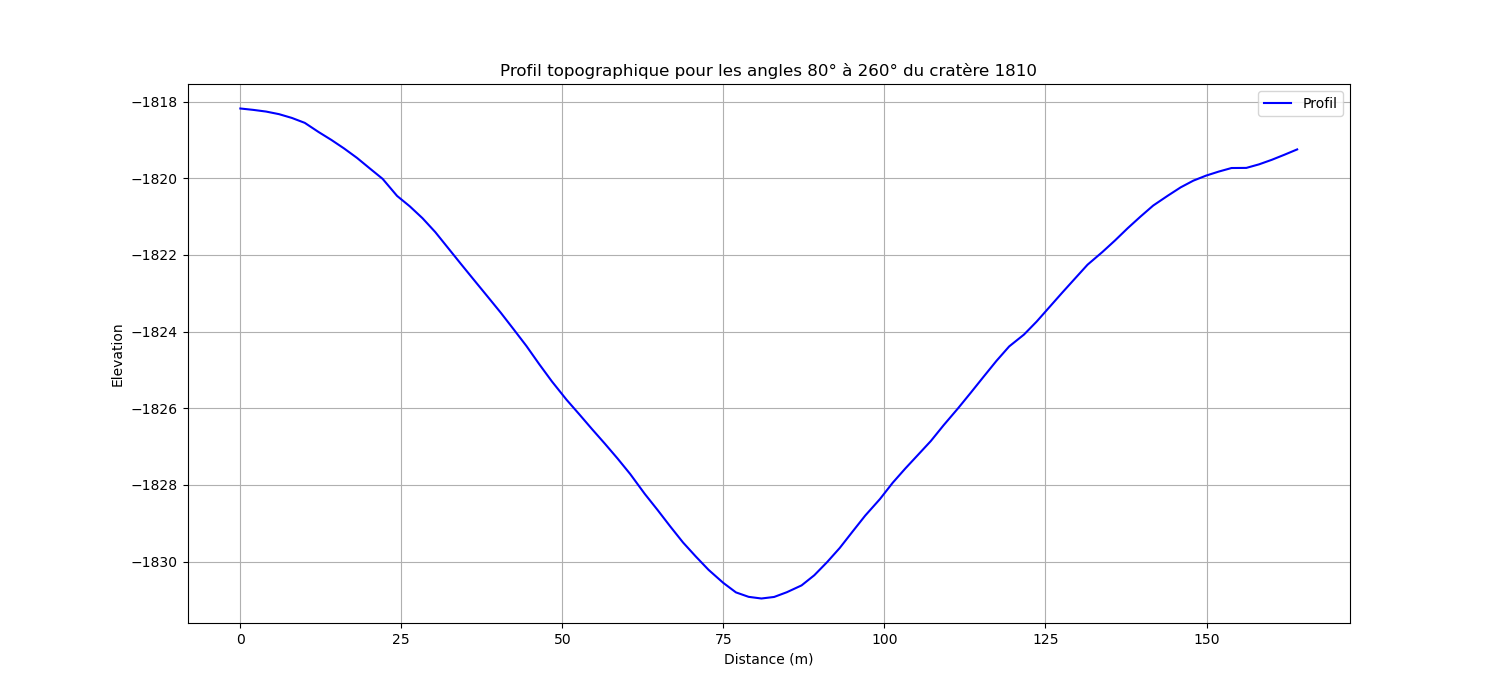 Profil topographique pour les angles 80° à 260° du cratère 1810
Profil
−1818
−1820
−1822
−1824
−1826
−1828
−1830
Elevation
0 25 50 75 100 125 150
Distance (m)